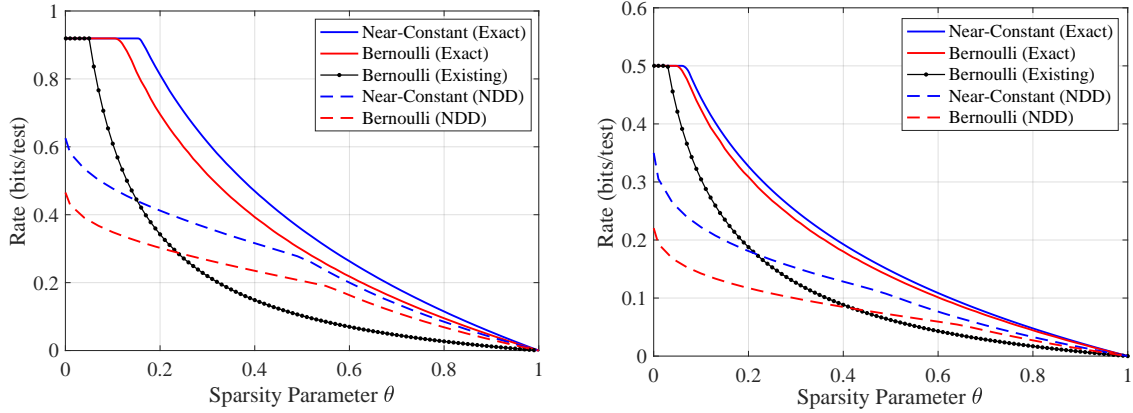 1
0.8
0.6
0.4
0.2
0
Rate (bits/test)
0
0.2
0.4
0.6
0.8
1
Sparsity Parameter θ
Near-Constant (Exact)
Bernoulli (Exact)
Bernoulli (Existing)
Near-Constant (NDD)
Bernoulli (NDD)
0.6
0.5
0.4
0.3
0.2
0.1
0
Rate (bits/test)
0
0.2
0.4
0.6
0.8
1
Sparsity Parameter θ
Near-Constant (Exact)
Bernoulli (Exact)
Bernoulli (Existing)
Near-Constant (NDD)
Bernoulli (NDD)